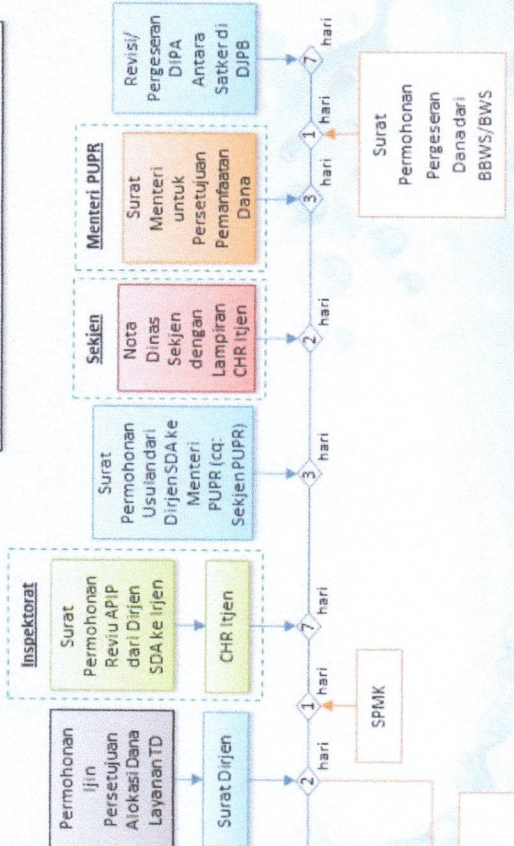 Permohonan
Ijin
Persetujuan
Alokasi Dana
Layanan TD
Surat Dirjen
2
hari
1
hari
SPMK
Inspektorat
Surat
Permohonan
Reviu APIP
dari Dirjen
SDA ke Irjen
CHR Itjen
7
hari
Surat
Permohonan
Usulan dari
Dirjen SDA ke
Menteri
PUPR (cq:
Sekjen PUPR)
3
hari
Sekjen
Nota
Dinas
Sekjen
dengan
Lampiran
CHR Itjen
2
hari
Menteri PUPR
Surat
Menteri
untuk
Persetujuan
Pemanfaatan
Dana
3
hari
1
hari
Surat
Permohonan
Pergeseran
Dana dari
BBWS/BWS
Revisi/
Pergeseran
DIPA
Antara
Satker di
DJPB
7
hari